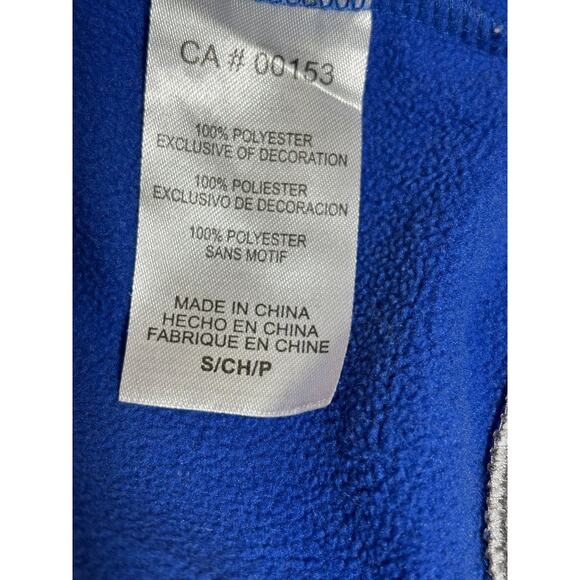 CA # 00153
100% POLYESTER
EXCLUSIVE OF DECORATION
100% POLIESTER
EXCLUSIVO DE DECORACION
100% POLYESTER
SANS MOTIF
MADE IN CHINA
HECHO EN CHINA
FABRIQUE EN CHINE
S/CH/P